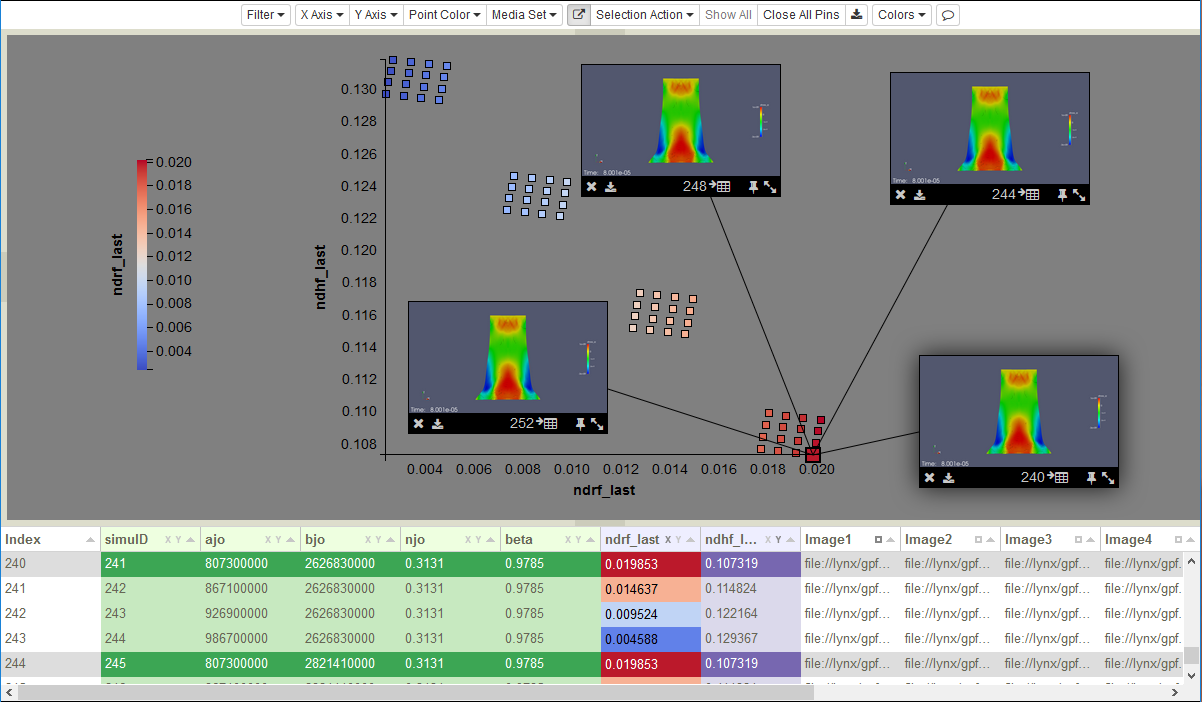 Filter X Axis Y Axis Point Color Media Set Selection Action Show All Close All Pins Colors
0.020
0.018
0.016
0.014
0.012
0.010
0.008
0.006
0.004
ndrf_last
0.130
0.128
0.126
0.124
0.122
0.120
0.118
0.116
0.114
0.112
0.110
0.108
ndhf_last
0.004 0.006 0.008 0.010 0.012 0.014 0.016 0.018 0.020
ndrf_last
Time: 8.001e-05
248
Time: 8.001e-05
244
Time: 8.001e-05
252
Time: 8.001e-05
240
Index simuID X Y ajo X Y bjo X Y njo X Y beta X Y ndrf_last X Y ndhf_l... X Y Image1 Image2 Image3 Image4
240 241 807300000 2626830000 0.3131 0.9785 0.019853 0.107319 file://lynx/gpf... file://lynx/gpf... file://lynx/gpf... file://lynx/gpf.
241 242 867100000 2626830000 0.3131 0.9785 0.014637 0.114824 file://lynx/gpf... file://lynx/gpf... file://lynx/gpf... file://lynx/gpf.
242 243 926900000 2626830000 0.3131 0.9785 0.009524 0.122164 file://lynx/gpf... file://lynx/gpf... file://lynx/gpf... file://lynx/gpf.
243 244 986700000 2626830000 0.3131 0.9785 0.004588 0.129367 file://lynx/gpf... file://lynx/gpf... file://lynx/gpf... file://lynx/gpf.
244 245 807300000 2821410000 0.3131 0.9785 0.019853 0.107319 file://lynx/gpf... file://lynx/gpf... file://lynx/gpf... file://lynx/gpf.